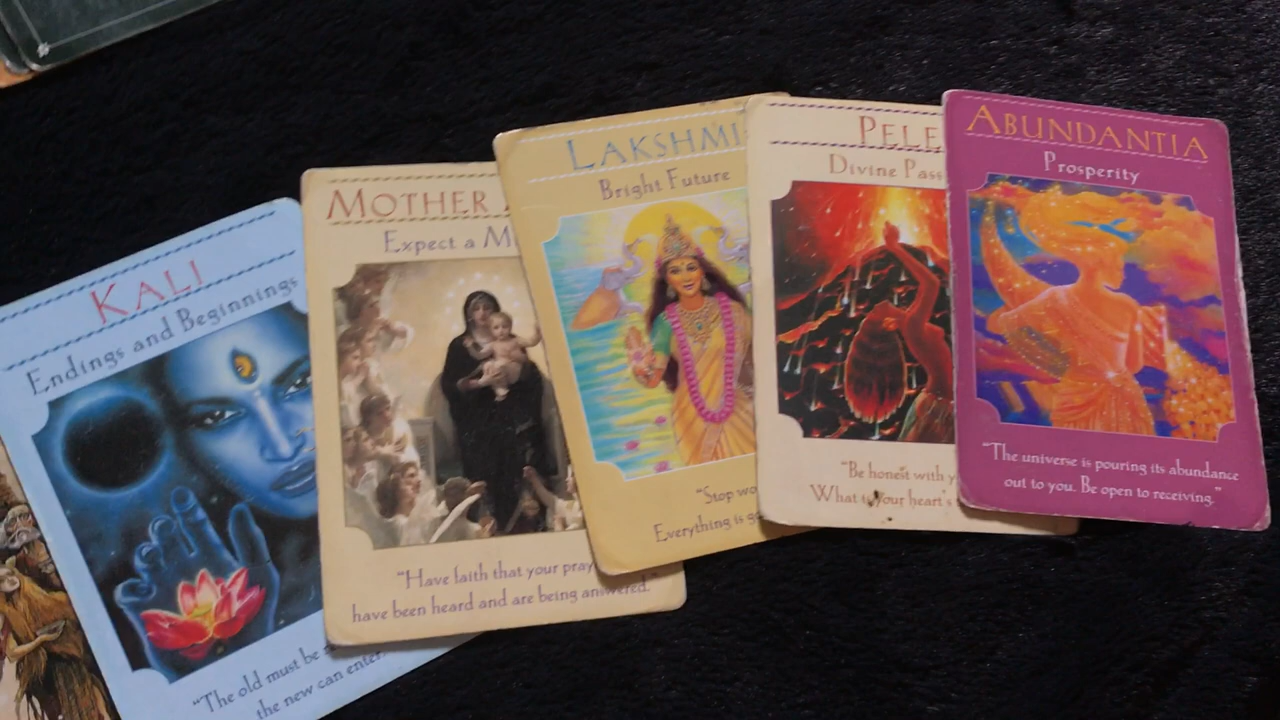 KALI
Endings and Beginnings
"The old must be
the new can enter.
MOTHER
Expect a M
"Have faith that your pray
have been heard and are being answered."
LAKSHMI
Bright Future
"Stop wo
Everything is g
PELE
Divine Pass
"Be honest with y
What is your heart's
ABUNDANTIA
Prosperity
"The universe is pouring its abundance
out to you. Be open to receiving."